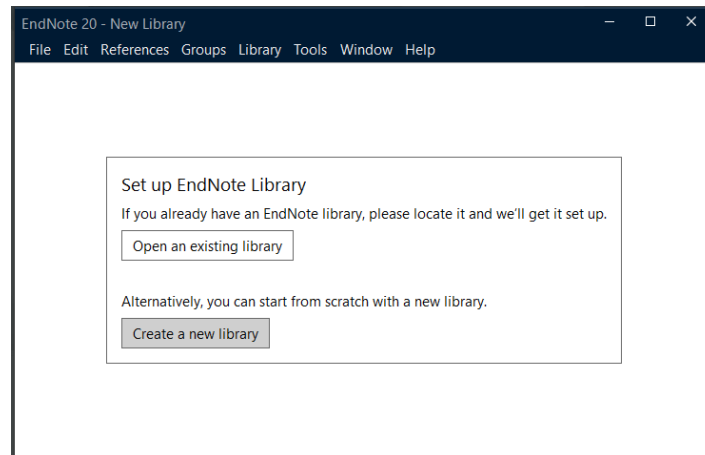 EndNote 20 - New Library
File Edit References Groups Library Tools Window Help
Set up EndNote Library
If you already have an EndNote library, please locate it and we'll get it set up.
Open an existing library
Alternatively, you can start from scratch with a new library.
Create a new library